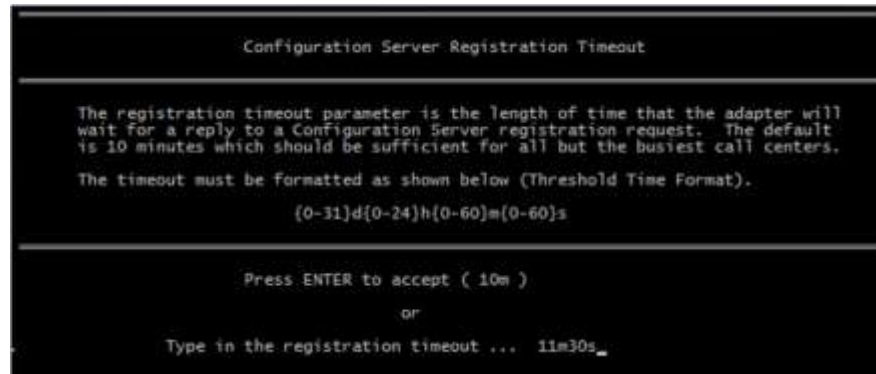 Configuration Server Registration Timeout
The registration timeout parameter is the length of time that the adapter will
wait for a reply to a Configuration Server registration request. The default
is 10 minutes which should be sufficient for all but the busiest call centers.
The timeout must be formatted as shown below (Threshold Time Format).
{0-31}d{0-24}h{0-60}m{0-60}s
Press ENTER to accept ( 10m )
or
Type in the registration timeout ... 11m30s_